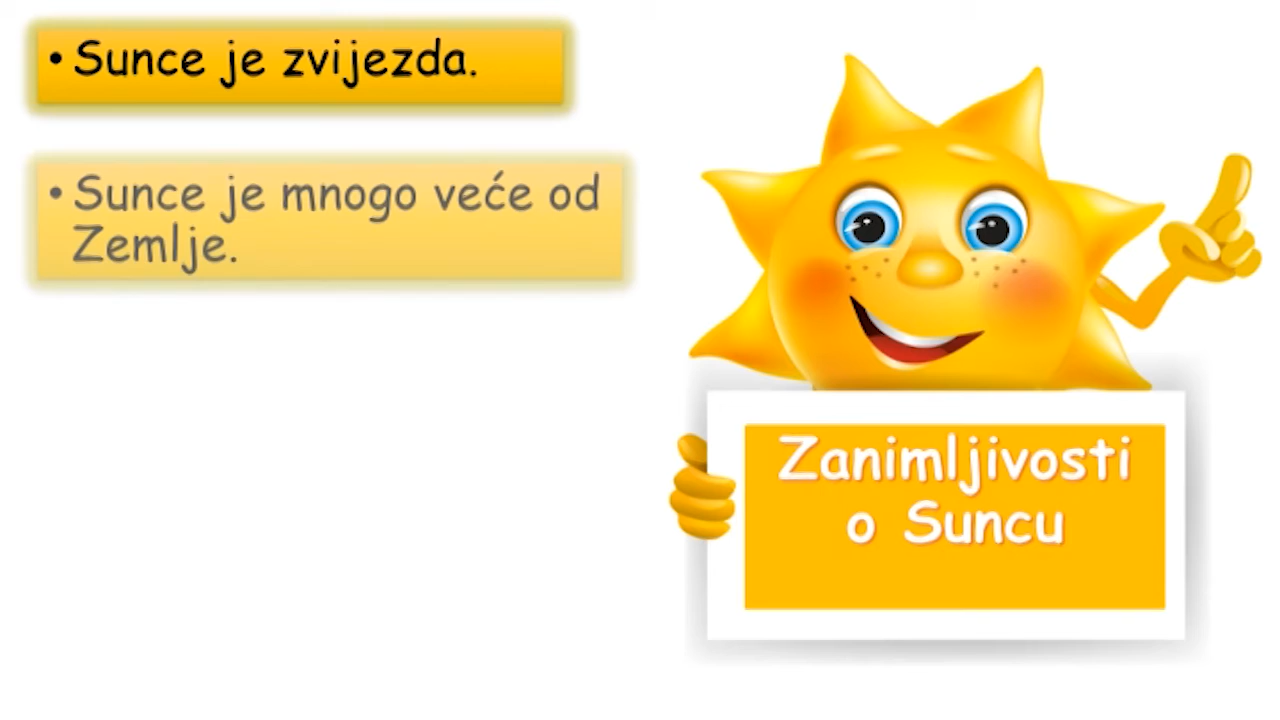 • Sunce je zvijezda.
• Sunce je mnogo veće od
Zemlje.
Zanimljivosti
o Suncu